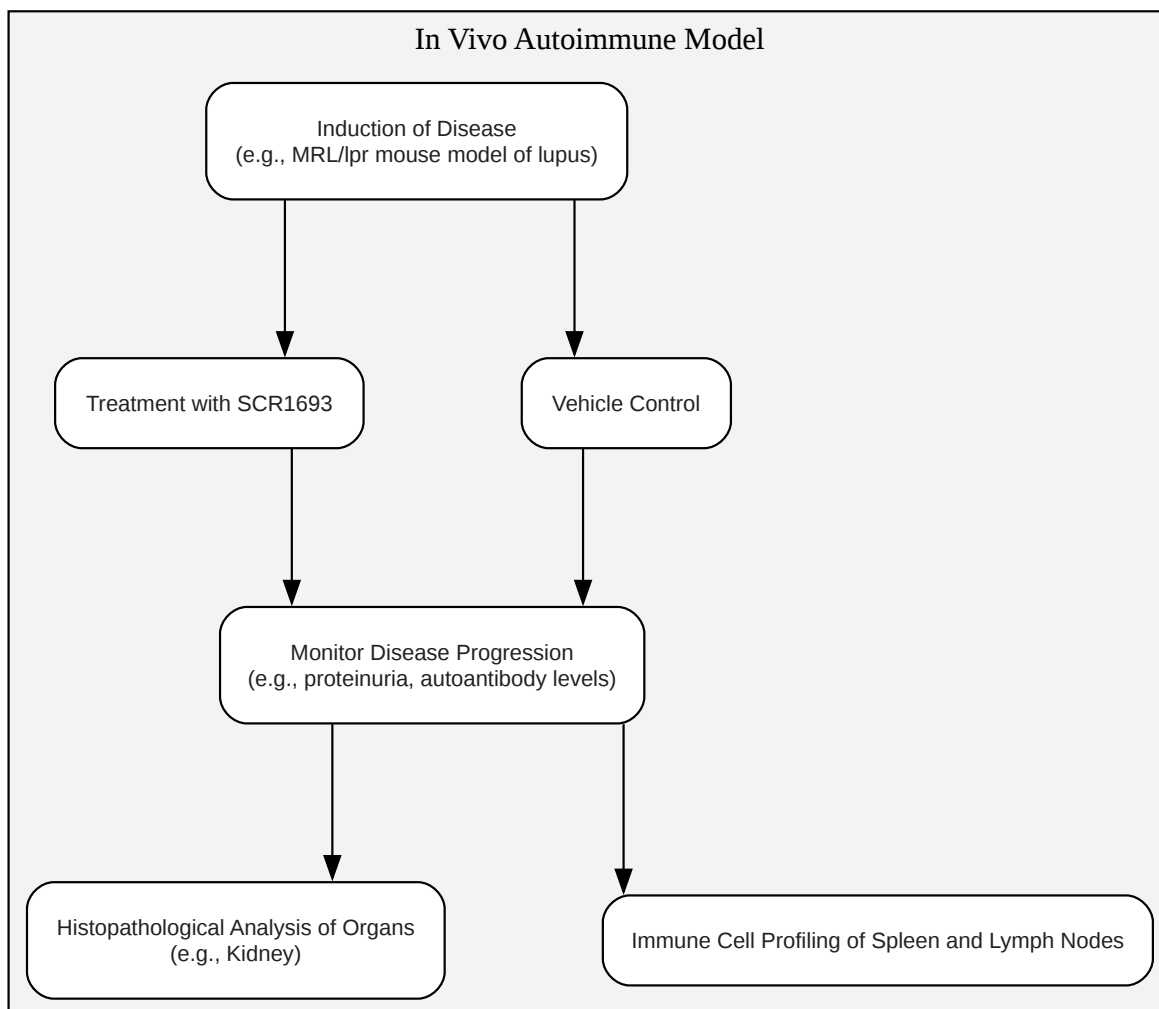 In Vivo Autoimmune Model
Induction of Disease
(e.g., MRL/lpr mouse model of lupus)
Treatment with SCR1693
Vehicle Control
Monitor Disease Progression
(e.g., proteinuria, autoantibody levels)
Histopathological Analysis of Organs
(e.g., Kidney)
Immune Cell Profiling of Spleen and Lymph Nodes